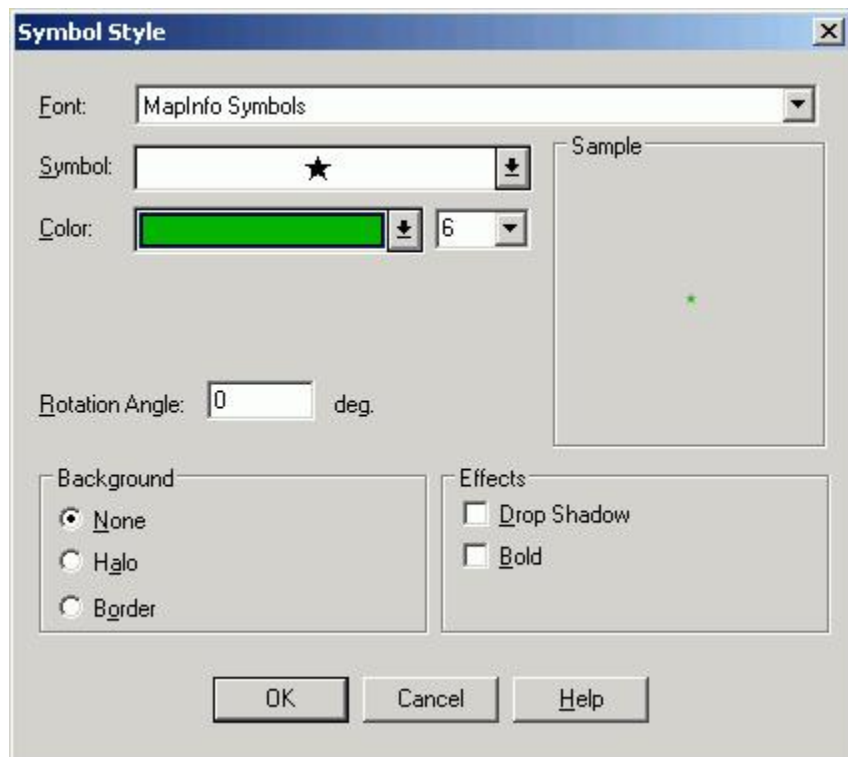 Symbol Style
Font: MapInfo Symbols
Symbol:
Sample
Color: 6
Rotation Angle: 0 deg.
Background
None
Halo
Border
Effects
Drop Shadow
Bold
OK Cancel Help